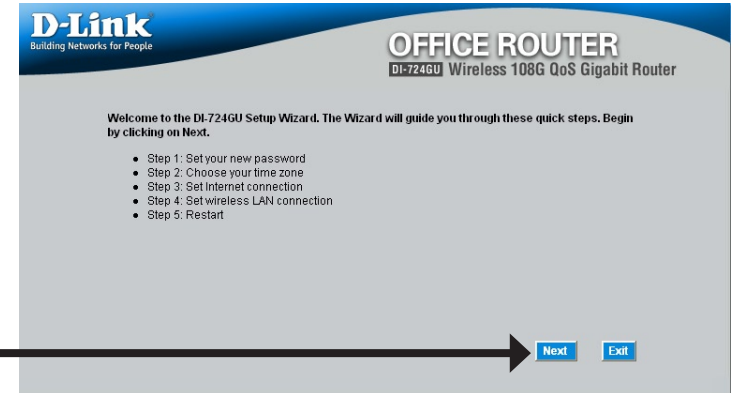 D-Link
Building Networks for People
OFFICE ROUTER
DI-724GU Wireless 108G QoS Gigabit Router
Welcome to the DI-724GU Setup Wizard. The Wizard will guide you through these quick steps. Begin
by clicking on Next.
• Step 1: Set your new password
• Step 2: Choose your time zone
• Step 3: Set Internet connection
• Step 4: Set wireless LAN connection
• Step 5: Restart
Next Exit